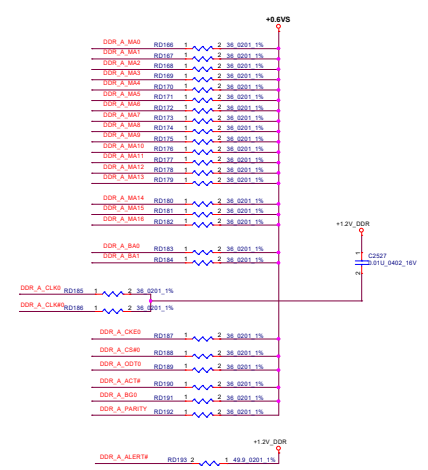 +0.6VS
DDR_A_MA0 RD166 1 2 36_0201_1%
DDR_A_MA1 RD167 1 2 36_0201_1%
DDR_A_MA2 RD168 1 2 36_0201_1%
DDR_A_MA3 RD169 1 2 36_0201_1%
DDR_A_MA4 RD170 1 2 36_0201_1%
DDR_A_MA5 RD171 1 2 36_0201_1%
DDR_A_MA6 RD172 1 2 36_0201_1%
DDR_A_MA7 RD173 1 2 36_0201_1%
DDR_A_MA8 RD174 1 2 36_0201_1%
DDR_A_MA9 RD175 1 2 36_0201_1%
DDR_A_MA10 RD176 1 2 36_0201_1%
DDR_A_MA11 RD177 1 2 36_0201_1%
DDR_A_MA12 RD178 1 2 36_0201_1%
DDR_A_MA13 RD179 1 2 36_0201_1%
DDR_A_MA14 RD180 1 2 36_0201_1%
DDR_A_MA15 RD181 1 2 36_0201_1%
DDR_A_MA16 RD182 1 2 36_0201_1%
+1.2V_DDR
DDR_A_BA0 RD183 1 2 36_0201_1%
DDR_A_BA1 RD184 1 2 36_0201_1%
1
C2527
0.01U_0402_16V
2
DDR_A_CLK0 RD185 1 2 36_0201_1%
DDR_A_CLK#0 RD186 1 2 36_0201_1%
DDR_A_CKE0 RD187 1 2 36_0201_1%
DDR_A_CS#0 RD188 1 2 36_0201_1%
DDR_A_ODT0 RD189 1 2 36_0201_1%
DDR_A_ACT# RD190 1 2 36_0201_1%
DDR_A_BG0 RD191 1 2 36_0201_1%
DDR_A_PARITY RD192 1 2 36_0201_1%
+1.2V_DDR
DDR_A_ALERT# RD193 2 1 49.9_0201_1%